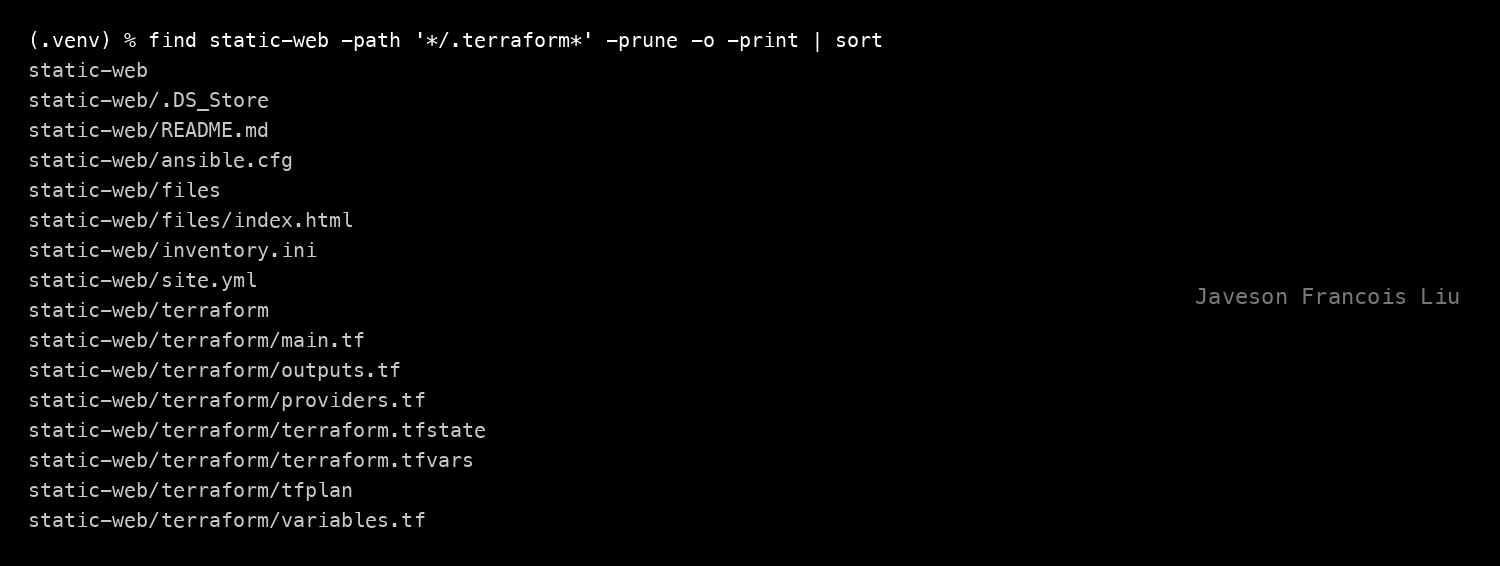 (.venv) % find static-web -path '*/.terraform*' -prune -o -print | sort
static-web
static-web/.DS_Store
static-web/README.md
static-web/ansible.cfg
static-web/files
static-web/files/index.html
static-web/inventory.ini
static-web/site.yml
Javeson Francois Liu
static-web/terraform
static-web/terraform/main.tf
static-web/terraform/outputs.tf
static-web/terraform/providers.tf
static-web/terraform/terraform.tfstate
static-web/terraform/terraform.tfvars
static-web/terraform/tfplan
static-web/terraform/variables.tf